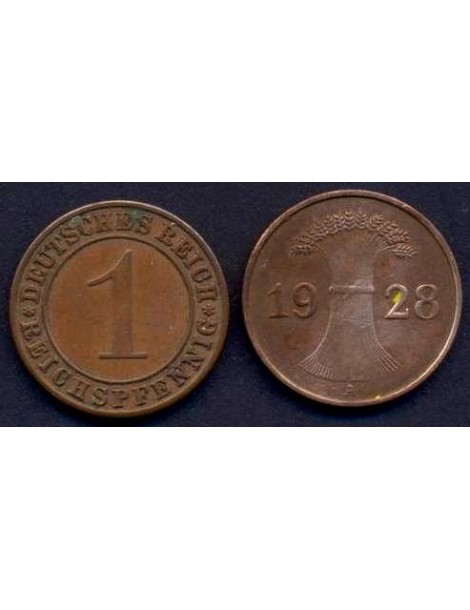 *DEUTSCHES REICH*
REICHSPFENNIG
1
19 28
A